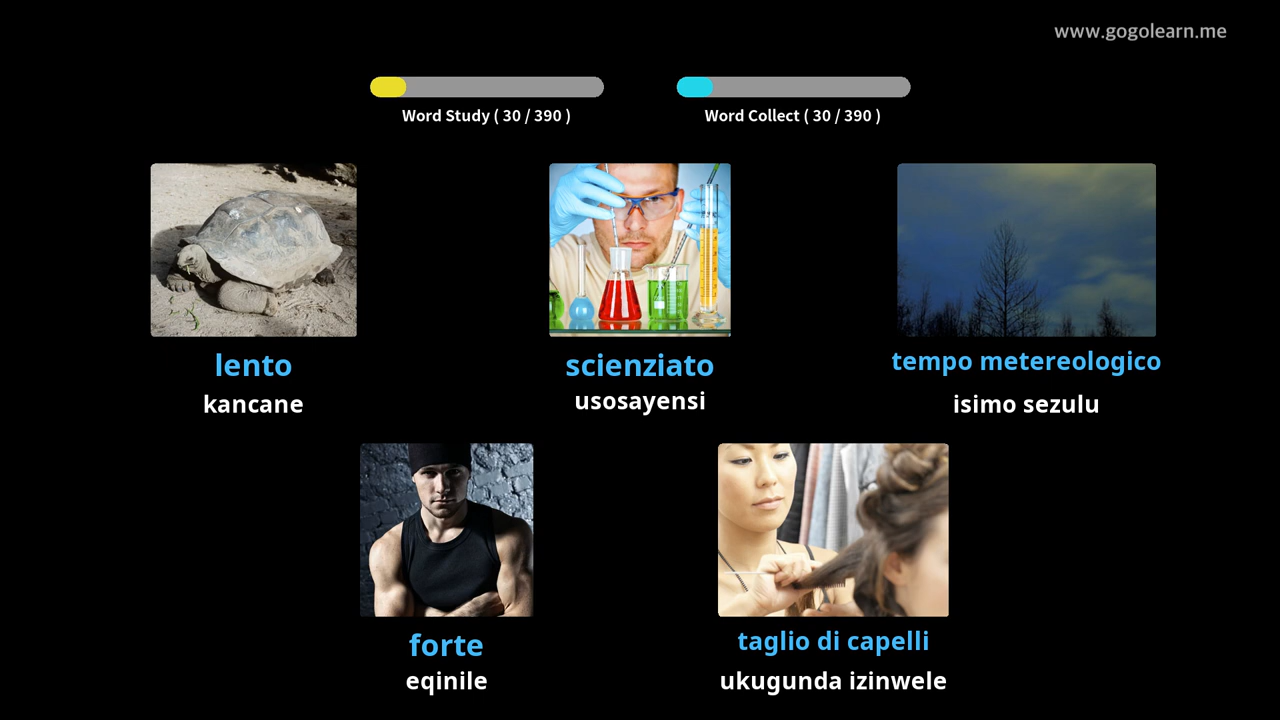 www.gogolearn.me
Word Study ( 30 / 390 )
Word Collect ( 30 / 390 )
lento
kancane
scienziato
usosayensi
tempo metereologico
isimo sezulu
forte
eqinile
taglio di capelli
ukugunda izinwele